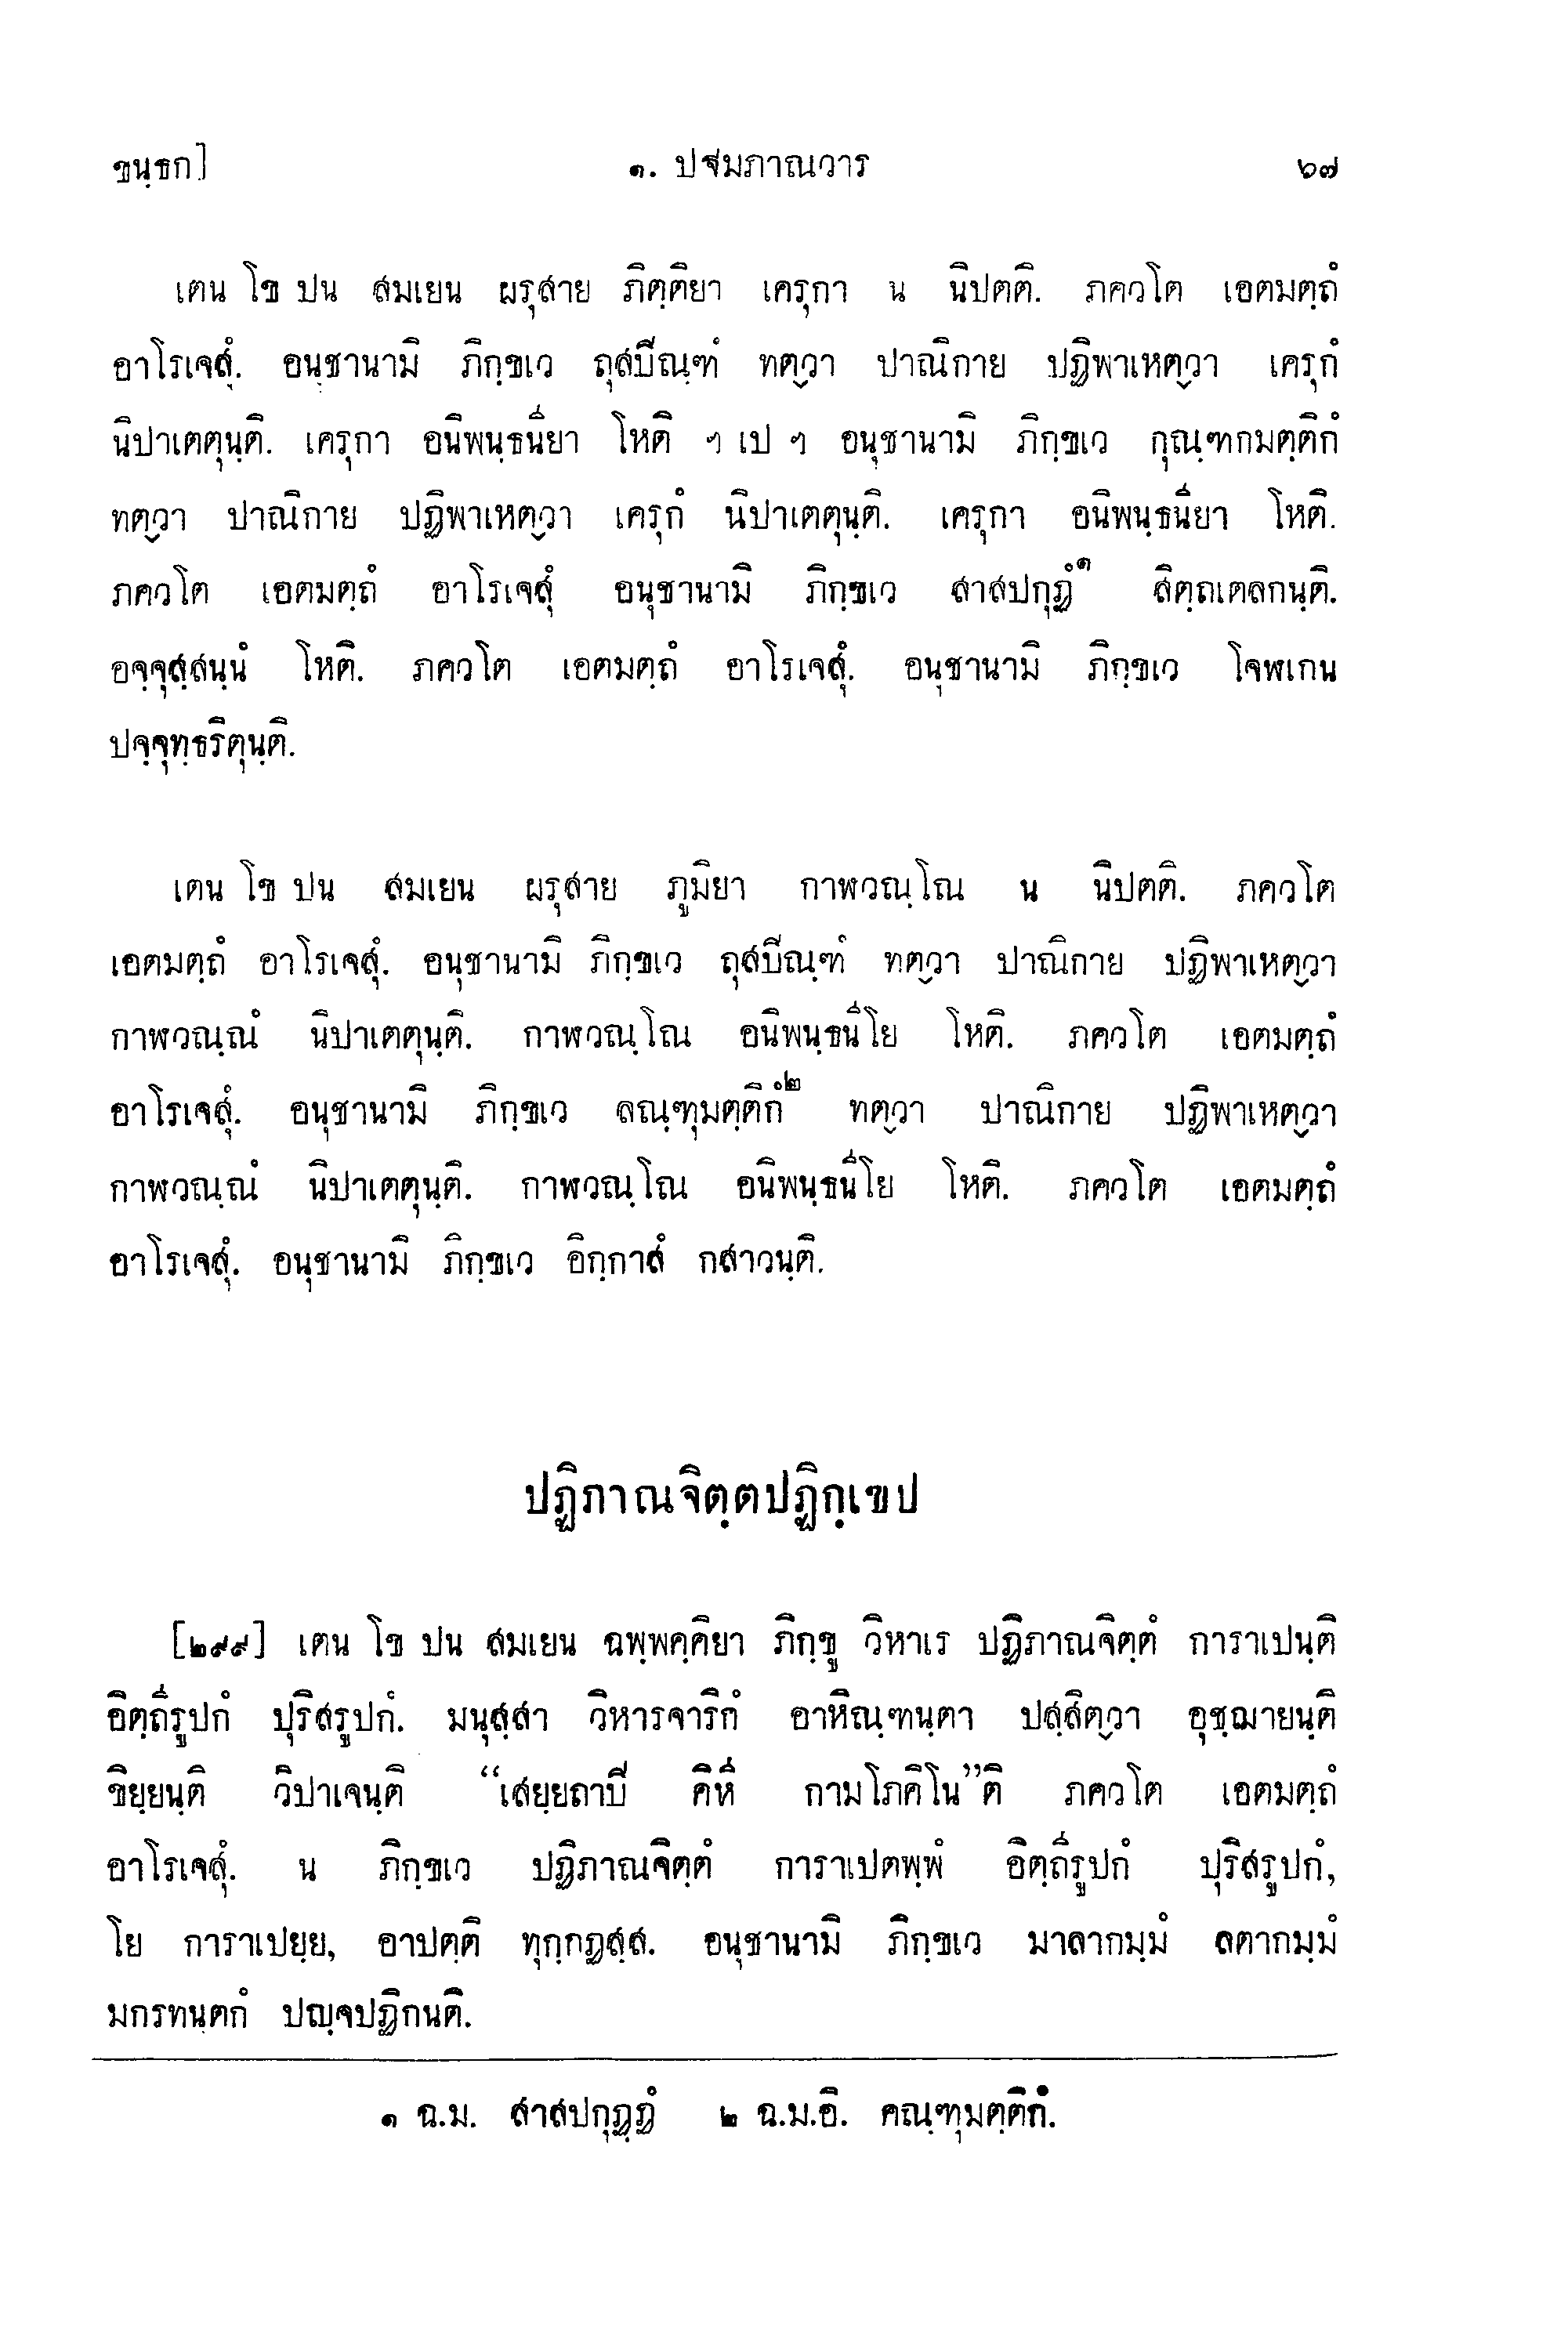 ขนฺธก]
๑. ปฐมภาณวาร
๖๗
เตน โข ปน สมเยน ผรุสาย ภิตฺติยา เครุกา น นิปตติ. ภควโต เอตมตฺถํ
อาโรเจสุํ. อนุชานามิ ภิกฺขเว ถุสปีณฺฑํ ทตฺวา ปาณิกาย ปฏิพาเหตฺวา เครุกํ
นิปาเตตุนฺติ. เครุกา อนิพนฺธนียา โหติ ฯ เป ฯ อนุชานามิ ภิกฺขเว กุณฺฑกมตฺติกํ
ทตฺวา ปาณิกาย ปฏิพาเหตฺวา เครุกํ นิปาเตตุนฺติ. เครุกา อนิพนฺธนียา โหติ.
ภควโต เอตมตฺถํ อาโรเจสุํ อนุชานามิ ภิกฺขเว สาสปกุฏํ๑ สิตฺถเตลกนฺติ.
อจฺจุสฺสนฺนํ โหติ. ภควโต เอตมตฺถํ อาโรเจสุํ. อนุชานามิ ภิกฺขเว โจฬเกน
ปจฺจุทฺธริตุนฺติ.
เตน โข ปน สมเยน ผรุสาย ภูมิยา กาฬวณฺโณ น นิปตติ. ภควโต
เอตมตฺถํ อาโรเจสุํ. อนุชานามิ ภิกฺขเว ถุสปีณฺฑํ ทตฺวา ปาณิกาย ปฏิพาเหตฺวา
กาฬวณฺณํ นิปาเตตุนฺติ. กาฬวณฺโณ อนิพนฺธนีโย โหติ. ภควโต เอตมตฺถํ
อาโรเจสุํ. อนุชานามิ ภิกฺขเว ลณฺฑุมตฺติกํ๒ ทตฺวา ปาณิกาย ปฏิพาเหตฺวา
กาฬวณฺณํ นิปาเตตุนฺติ. กาฬวณฺโณ อนิพนฺธนีโย โหติ. ภควโต เอตมตฺถํ
อาโรเจสุํ. อนุชานามิ ภิกฺขเว อิกฺกาสํ กสาวนฺติ.
ปฏิภาณจิตฺตปฏิกฺเขป
[๒๙๙] เตน โข ปน สมเยน ฉพฺพคฺคิยา ภิกฺขู วิหาเร ปฏิภาณจิตฺตํ การาเปนฺติ
อิตฺถีรูปกํ ปุริสรูปกํ. มนุสฺสา วิหารจาริกํ อาหิณฺฑนฺตา ปสฺสิตฺวา อุชฺฌายนฺติ
ขิยฺยนฺติ วิปาเจนฺติ “เสยฺยถาปี คิหี กามโภคิโน”ติ ภควโต เอตมตฺถํ
อาโรเจสุํ. น ภิกฺขเว ปฏิภาณจิตฺตํ การาเปตพฺพํ อิตฺถีรูปกํ ปุริสรูปกํ,
โย การาเปยฺย, อาปตฺติ ทุกฺกฏสฺส. อนุชานามิ ภิกฺขเว มาลากมฺมํ ลตากมฺมํ
มกรทนฺตกํ ปญฺจปฏิกนติ.
๑ ฉ.ม. สาสปกุฏฺฏํ ๒ ฉ.ม.อิ. คณฺฑุมตฺติกํ.